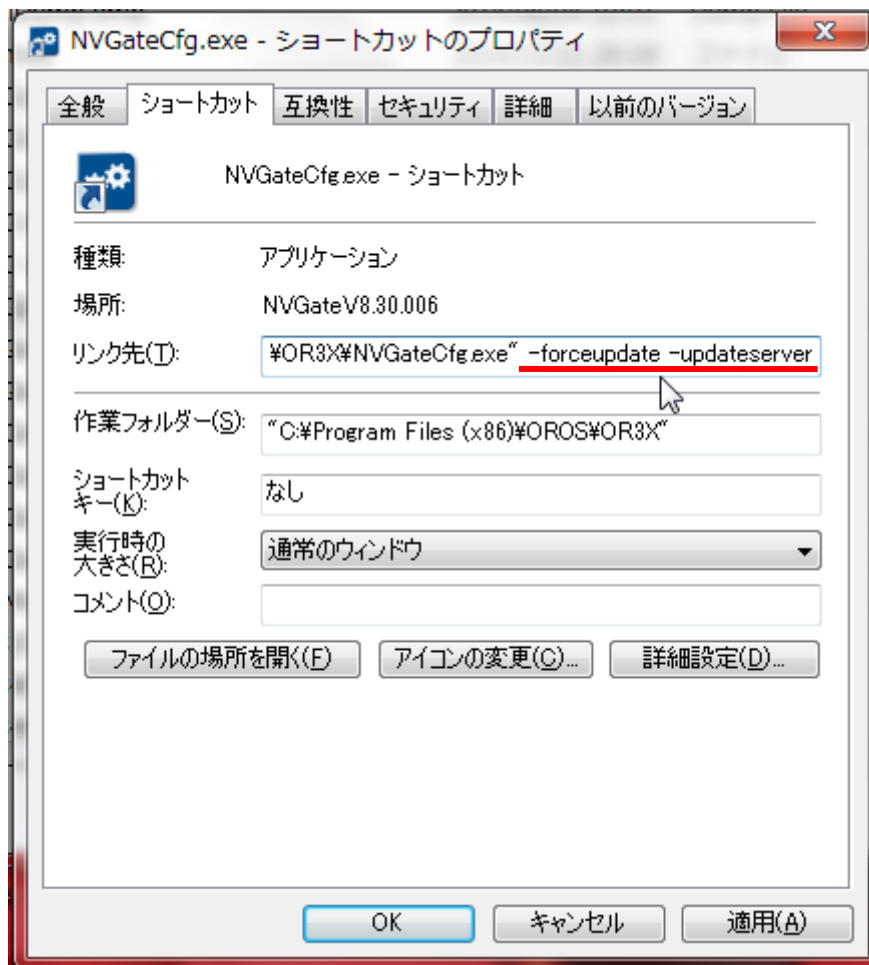 NVGateCfg.exe - ショートカットのプロパティ
全般 ショートカット 互換性 セキュリティ 詳細 以前のバージョン
NVGateCfg.exe - ショートカット
種類: アプリケーション
場所: NVGateV8.30.006
リンク先(T): ¥OR3X¥NVGateCfg.exe" -forceupdate -updateserver
作業フォルダー(S): "C:¥Program Files (x86)¥OROS¥OR3X"
ショートカット
キー(K): なし
実行時の
大きさ(R): 通常のウィンドウ
コメント(O):
ファイルの場所を開く(F) アイコンの変更(C)... 詳細設定(D)...
OK キャンセル 適用(A)